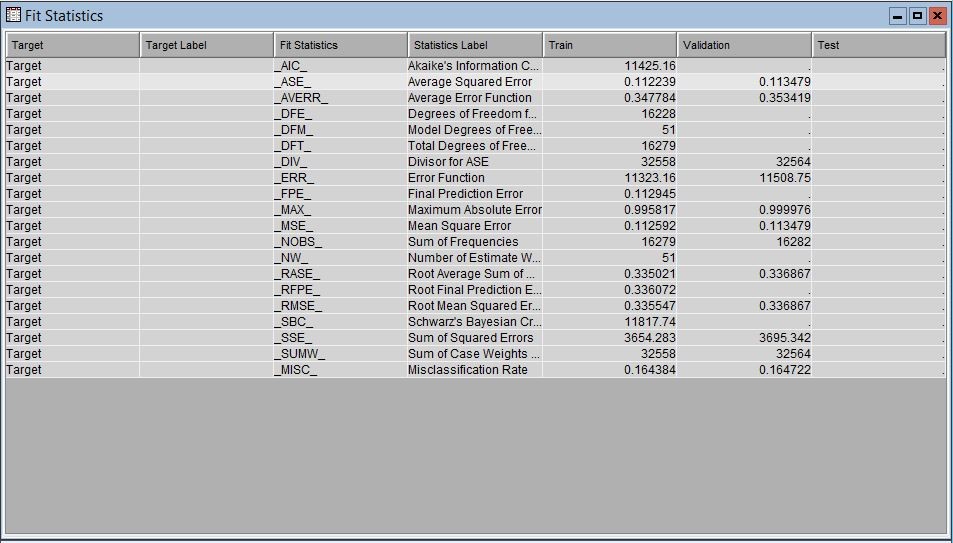 Fit Statistics
Target Target Label Fit Statistics Statistics Label Train Validation Test
Target _AIC_ Akaike's Information C... 11425.16 . .
Target _ASE_ Average Squared Error 0.112239 0.113479 .
Target _AVERR_ Average Error Function 0.347784 0.353419 .
Target _DFE_ Degrees of Freedom f... 16228 . .
Target _DFM_ Model Degrees of Free... 51 . .
Target _DFT_ Total Degrees of Free... 16279 . .
Target _DIV_ Divisor for ASE 32558 32564 .
Target _ERR_ Error Function 11323.16 11508.75 .
Target _FPE_ Final Prediction Error 0.112945 . .
Target _MAX_ Maximum Absolute Error 0.995817 0.999976 .
Target _MSE_ Mean Square Error 0.112592 0.113479 .
Target _NOBS_ Sum of Frequencies 16279 16282 .
Target _NW_ Number of Estimate W... 51 . .
Target _RASE_ Root Average Sum of ... 0.335021 0.336867 .
Target _RFPE_ Root Final Prediction E... 0.336072 . .
Target _RMSE_ Root Mean Squared Er... 0.335547 0.336867 .
Target _SBC_ Schwarz's Bayesian Cr... 11817.74 . .
Target _SSE_ Sum of Squared Errors 3654.283 3695.342 .
Target _SUMW_ Sum of Case Weights ... 32558 32564 .
Target _MISC_ Misclassification Rate 0.164384 0.164722 .